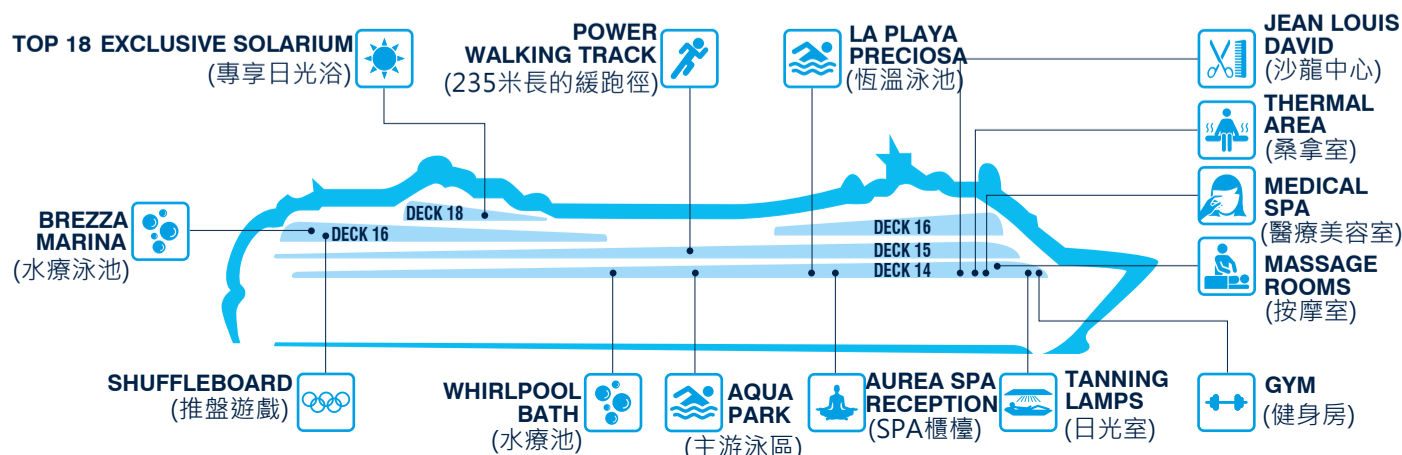 TOP 18 EXCLUSIVE SOLARIUM
(專享日光浴)
POWER
WALKING TRACK
(235米長的緩跑徑)
LA PLAYA
PRECIOSA
(恆溫泳池)
JEAN LOUIS
DAVID
(沙龍中心)
THERMAL
AREA
(桑拿室)
MEDICAL
SPA
(醫療美容室)
MASSAGE
ROOMS
(按摩室)
BREZZA
MARINA
(水療泳池)
DECK 18
DECK 16
DECK 16
DECK 15
DECK 14
SHUFFLEBOARD
(推盤遊戲)
WHIRLPOOL
BATH
(水療池)
AQUA
PARK
(主游泳區)
AUREA SPA
RECEPTION
(SPA櫃檯)
TANNING
LAMPS
(日光室)
GYM
(健身房)